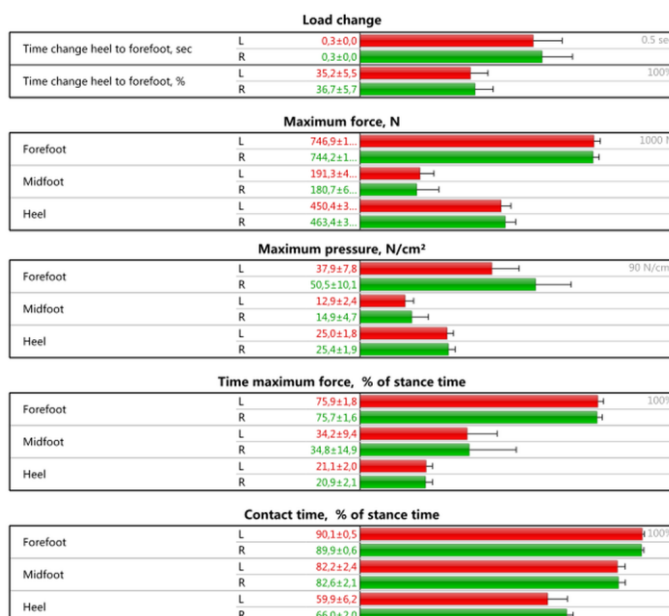 Load change
Time change heel to forefoot, sec L 0,3±0,0 0.5 se
R 0,3±0,0
Time change heel to forefoot, % L 35,2±5,5 100%
R 36,7±5,7
Maximum force, N
Forefoot L 746,9±1... 1000 N
R 744,2±1...
Midfoot L 191,3±4...
R 180,7±6...
Heel L 450,4±3...
R 463,4±3...
Maximum pressure, N/cm²
Forefoot L 37,9±7,8 90 N/cm
R 50,5±10,1
Midfoot L 12,9±2,4
R 14,9±4,7
Heel L 25,0±1,8
R 25,4±1,9
Time maximum force, % of stance time
Forefoot L 75,9±1,8 100%
R 75,7±1,6
Midfoot L 34,2±9,4
R 34,8±14,9
Heel L 21,1±2,0
R 20,9±2,1
Contact time, % of stance time
Forefoot L 90,1±0,5 100%
R 89,9±0,6
Midfoot L 82,2±2,4
R 82,6±2,1
Heel L 59,9±6,2
R 66,0±2,0